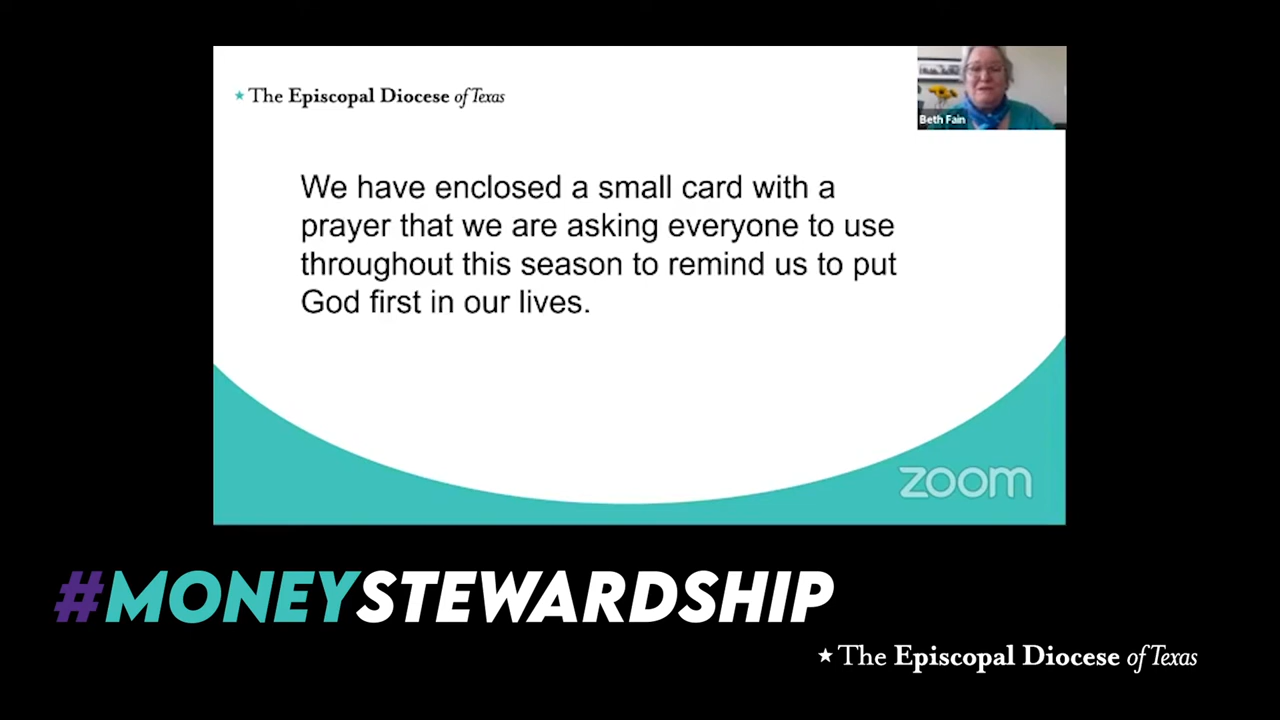 The Episcopal Diocese of Texas
Beth Fain
We have enclosed a small card with a
prayer that we are asking everyone to use
throughout this season to remind us to put
God first in our lives.
zoom
#MONEYSTEWARDSHIP
The Episcopal Diocese of Texas